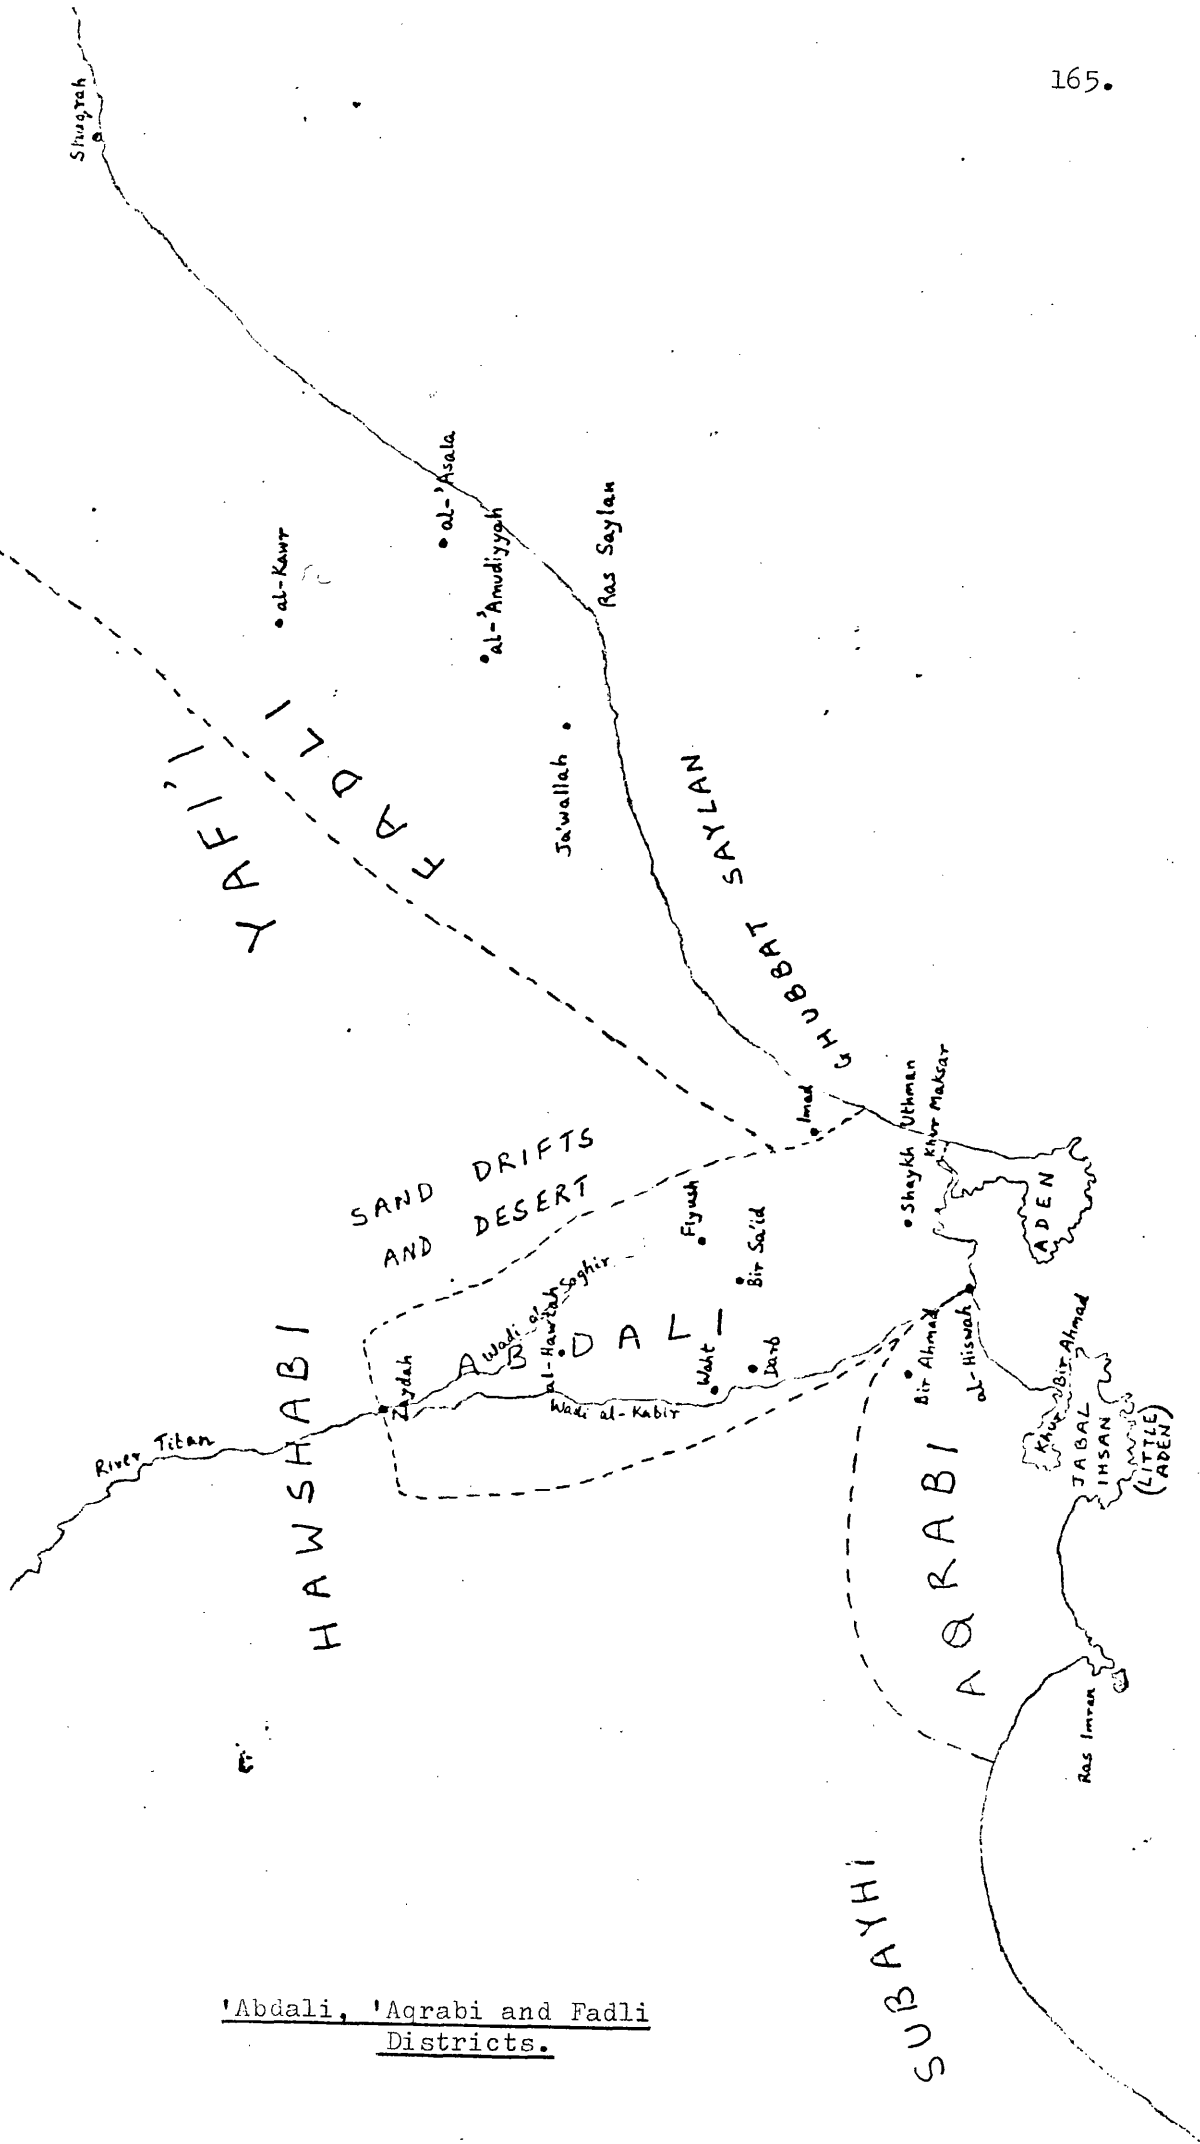 165.
Shuqrah
al-Kawr
al-'Asala
al-'Amudiyyah
Ras Saylan
Ja'wallah
YAFI'I
FADLI
GHUBBAT SAYLAN
Imad
Shaykh Uthman
Khur Maksar
ADEN
SAND DRIFTS
AND DESERT
Fiyush
Bir Sa'id
Wadi al-Saghir
al-Hawtah
ABDALI
Waht
Darb
Zaydah
Wadi al-Kabir
River Titan
HAWSHABI
Bir Ahmad
al-Hiswah
Khur Bir Ahmad
JABAL
IHSAN
(LITTLE
ADEN)
AQRABI
Ras Imran
SUBAYHI
'Abdali, 'Aqrabi and Fadli
Districts.